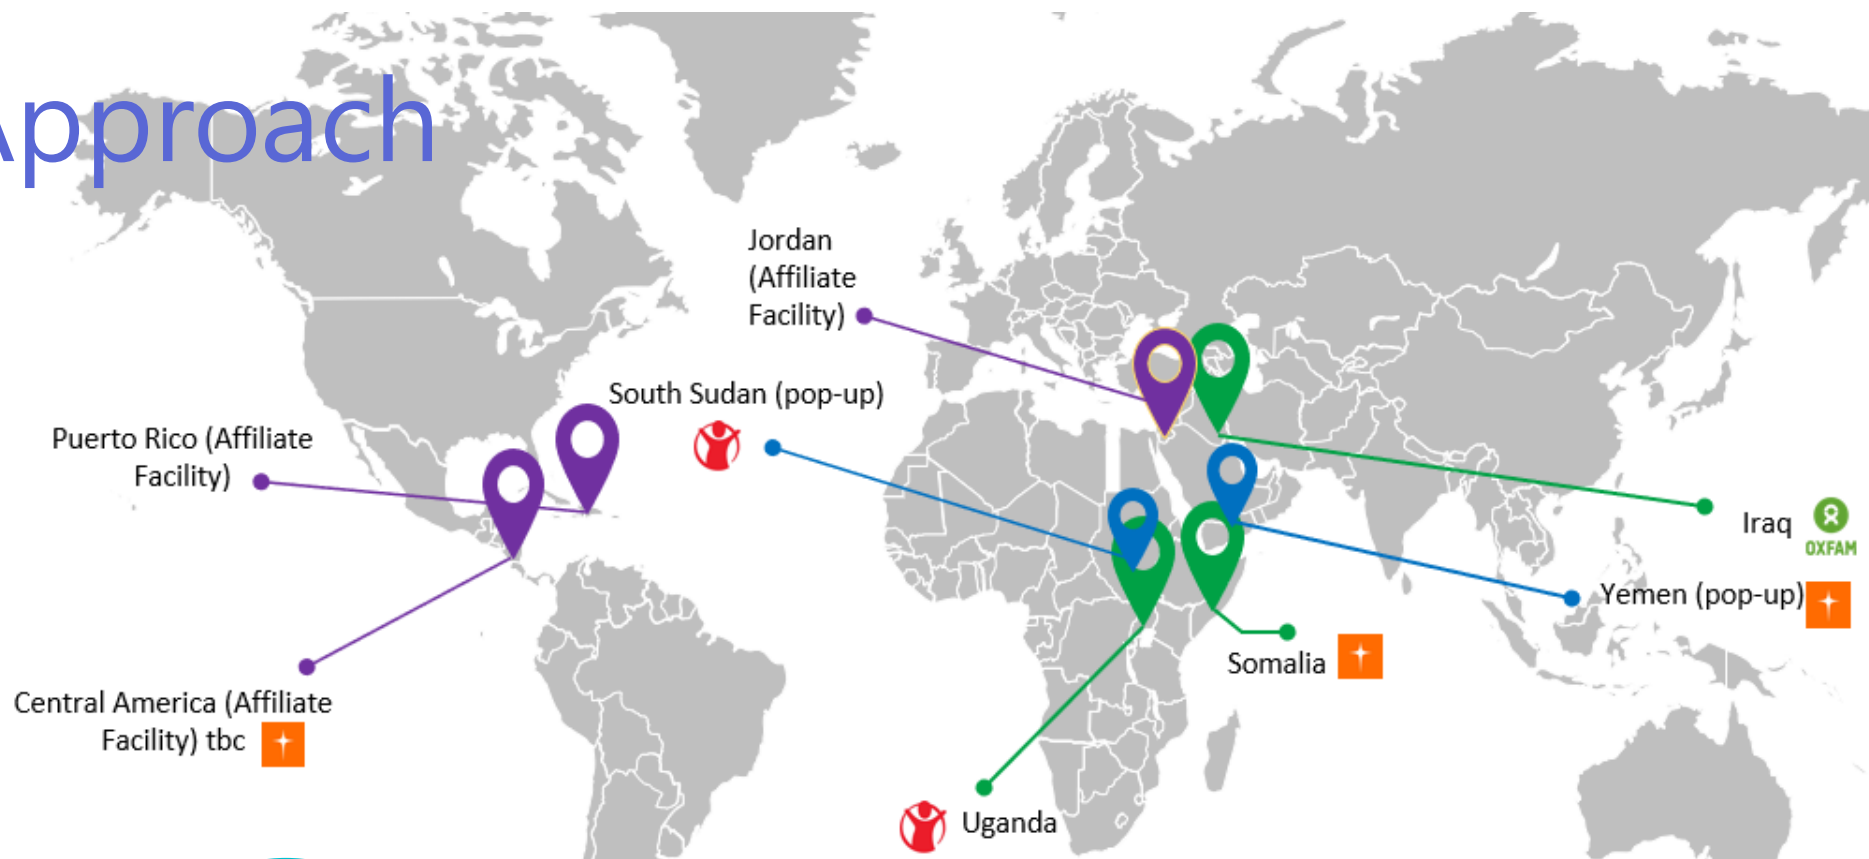 Approach
Jordan
(Affiliate
Facility)
South Sudan (pop-up)
Puerto Rico (Affiliate
Facility)
Iraq
OXFAM
Yemen (pop-up)
Somalia
Central America (Affiliate
Facility) tbc
Uganda